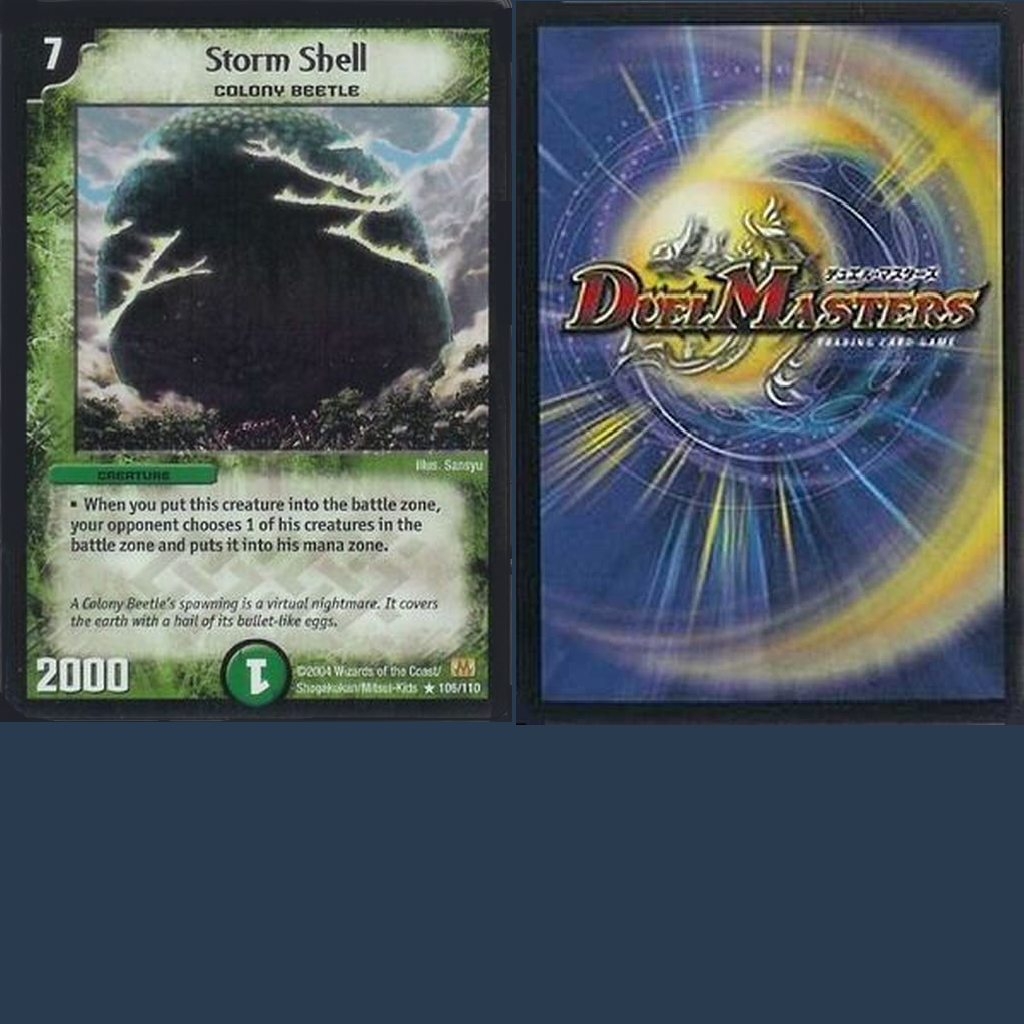 7
Storm Shell
COLONY BEETLE
CREATURE
Illus. Sansyu
▪ When you put this creature into the battle zone,
your opponent chooses 1 of his creatures in the
battle zone and puts it into his mana zone.
A Colony Beetle's spawning is a virtual nightmare. It covers
the earth with a hail of its bullet-like eggs.
2000
1
©2004 Wizards of the Coast/
Shogakukan/Mitsui-Kids ★ 106/110
M
デュエル・マスターズ
DUEL MASTERS
TRADING CARD GAME